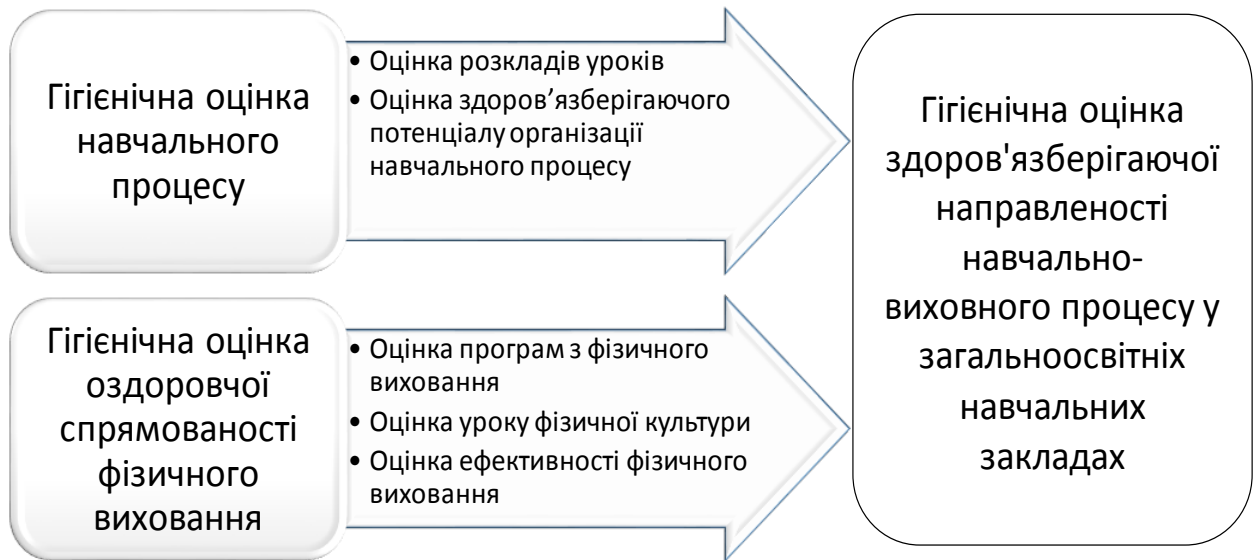 Гігієнічна оцінка
навчального
процесу
• Оцінка розкладів уроків
• Оцінка здоров’язберігаючого
потенціалу організації
навчального процесу
Гігієнічна оцінка
оздоровчої
спрямованості
фізичного
виховання
• Оцінка програм з фізичного
виховання
• Оцінка уроку фізичної культури
• Оцінка ефективності фізичного
виховання
Гігієнічна оцінка
здоров'язберігаючої
направленості
навчально-
виховного процесу у
загальноосвітніх
навчальних
закладах